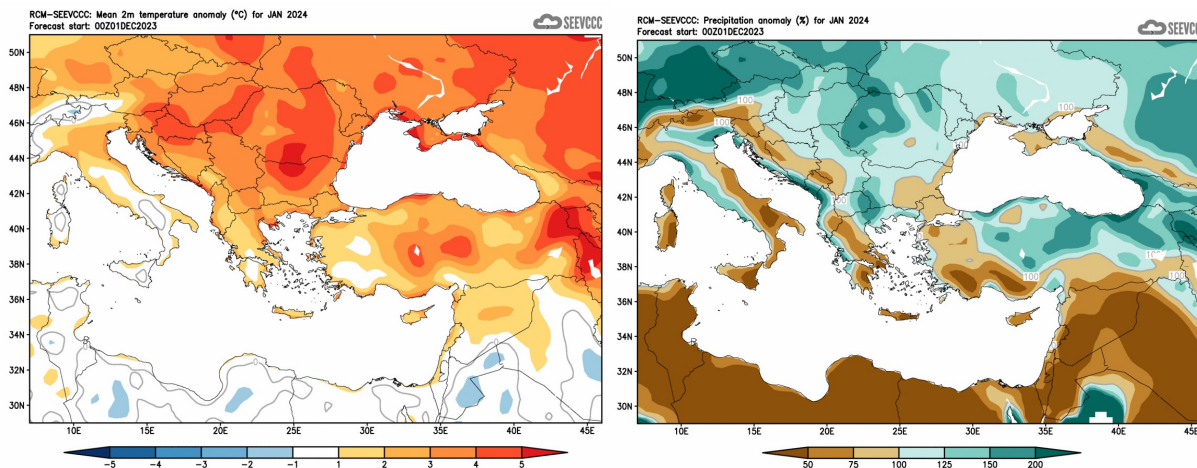 RCM-SEEVCCC: Mean 2m temperature anomaly (°C) for JAN 2024
Forecast start: 00Z01DEC2023
SEEVCCC
50N
48N
46N
44N
42N
40N
38N
36N
34N
32N
30N
0
0
0
10E 15E 20E 25E 30E 35E 40E 45E
-5 -4 -3 -2 -1 1 2 3 4 5
RCM-SEEVCCC: Precipitation anomaly (%) for JAN 2024
Forecast start: 00Z01DEC2023
SEEVCCC
50N
48N
46N
44N
42N
40N
38N
36N
34N
32N
30N
100
100
100
100
100
100
10E 15E 20E 25E 30E 35E 40E 45E
50 75 100 125 150 200